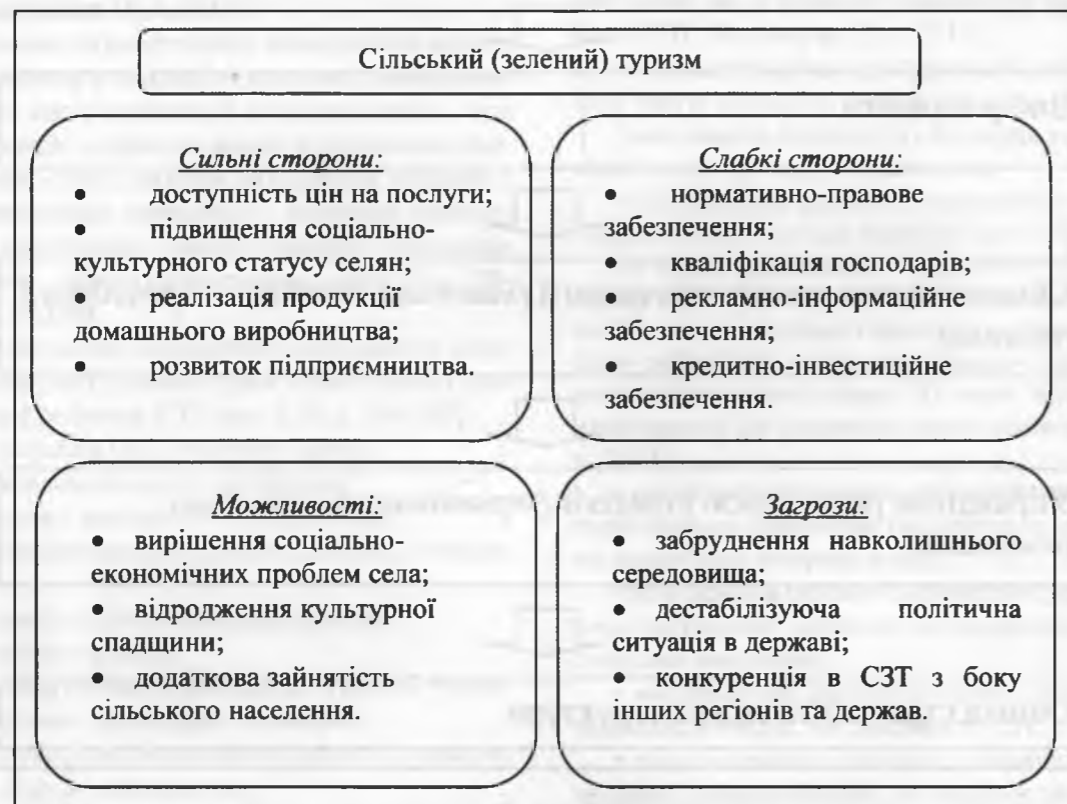 Сільський (зелений) туризм
Сильні сторони:
• доступність цін на послуги;
• підвищення соціально-
культурного статусу селян;
• реалізація продукції
домашнього виробництва;
• розвиток підприємництва.
Слабкі сторони:
• нормативно-правове
забезпечення;
• кваліфікація господарів;
• рекламно-інформаційне
забезпечення;
• кредитно-інвестиційне
забезпечення.
Можливості:
• вирішення соціально-
економічних проблем села;
• відродження культурної
спадщини;
• додаткова зайнятість
сільського населення.
Загрози:
• забруднення навколишнього
середовища;
• дестабілізуюча політична
ситуація в державі;
• конкуренція в СЗТ з боку
інших регіонів та держав.